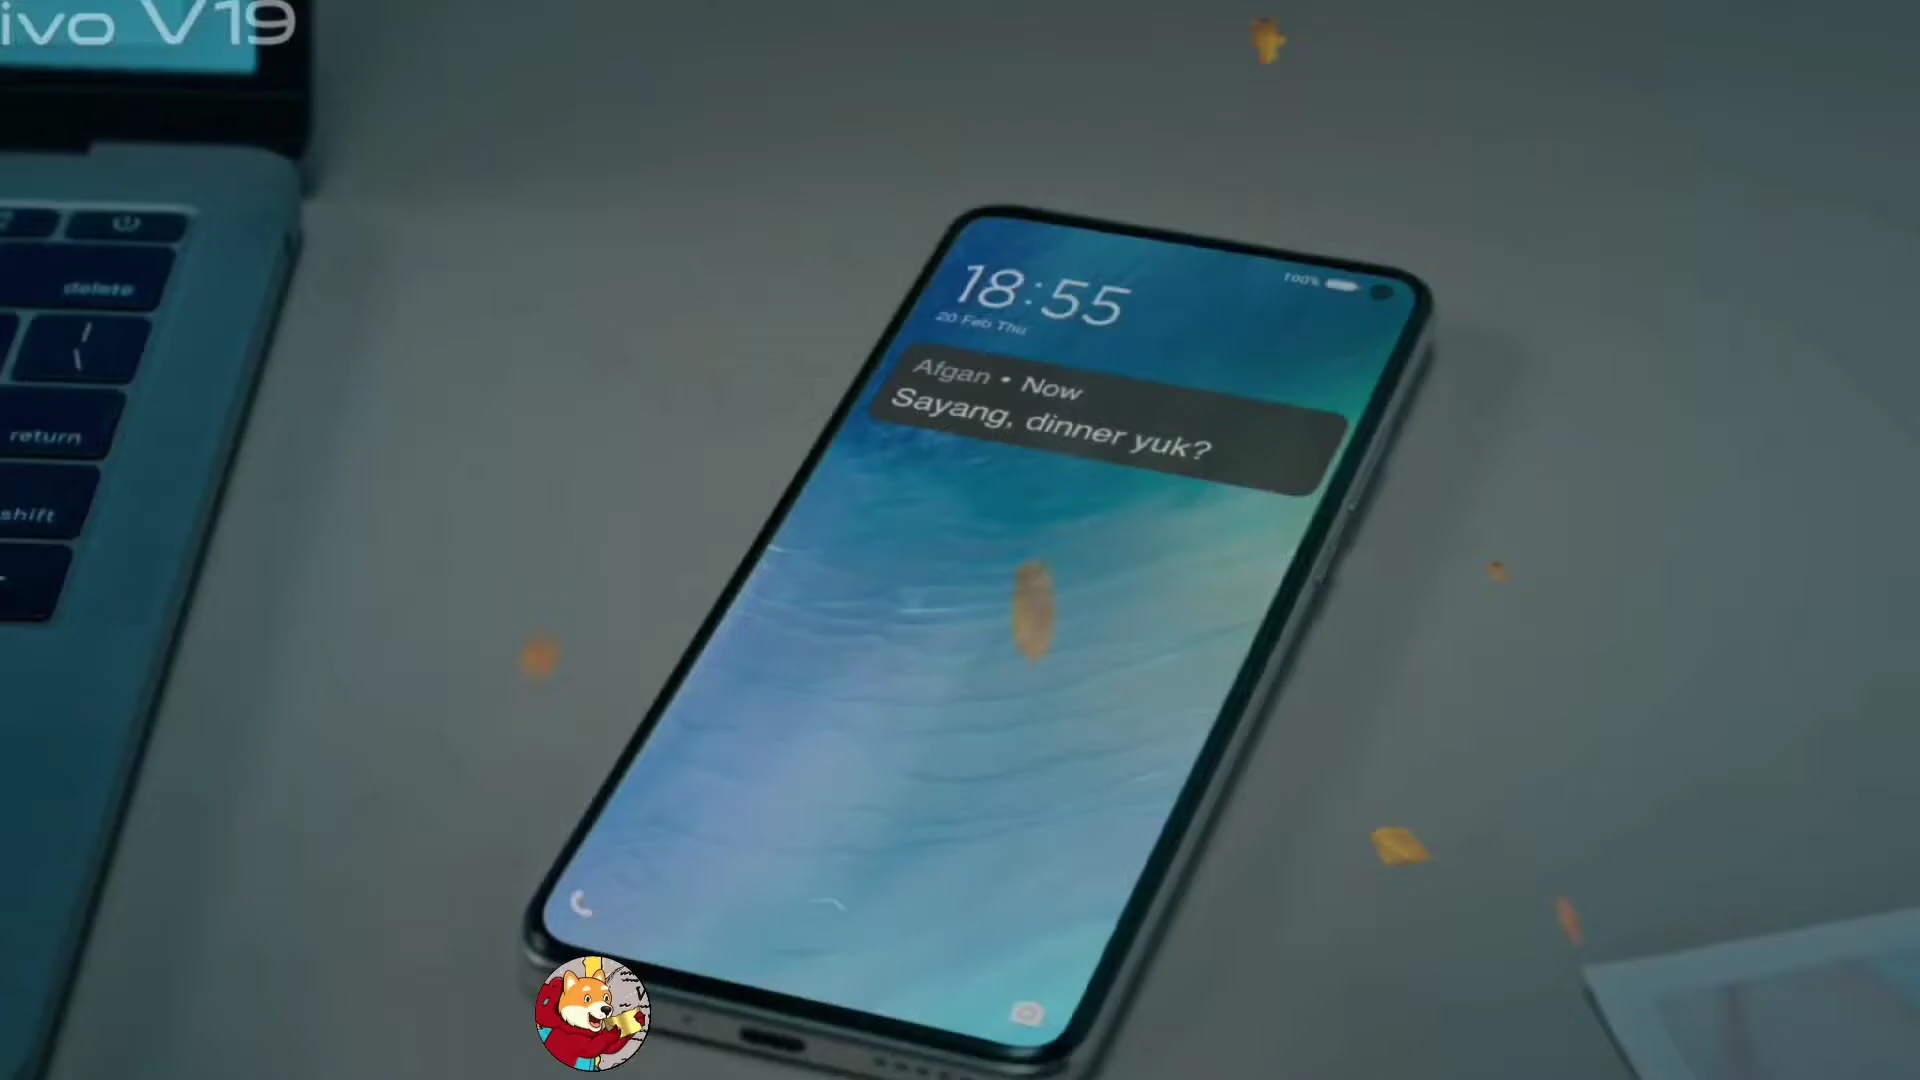 ivo V19
delete
return
shift
18:55
100%
20 Feb Thu
Afgan • Now
Sayang, dinner yuk?